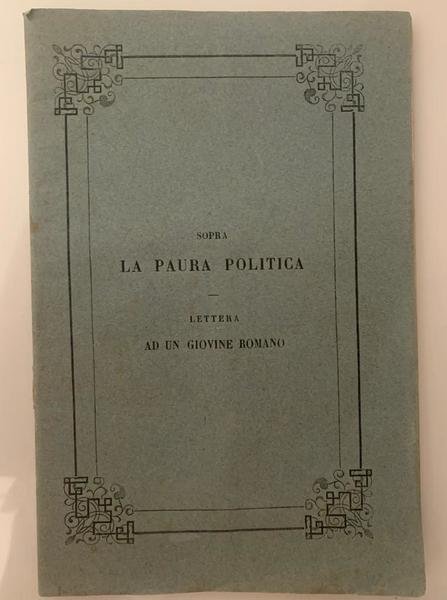 SOPRA
LA PAURA POLITICA
LETTERA
AD UN GIOVINE ROMANO